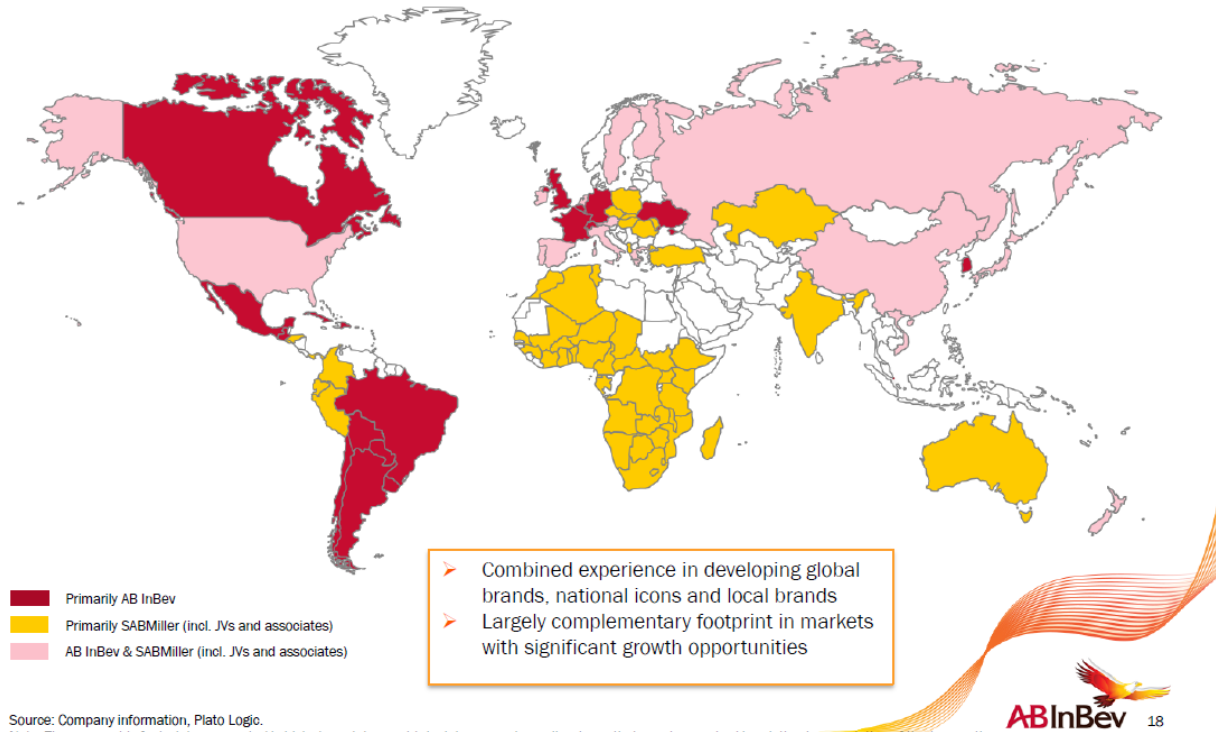 ➢ Combined experience in developing global
brands, national icons and local brands
➢ Largely complementary footprint in markets
with significant growth opportunities
Primarily AB InBev
Primarily SABMiller (incl. JVs and associates)
AB InBev & SABMiller (incl. JVs and associates)
Source: Company information, Plato Logic.
ABInBev 18